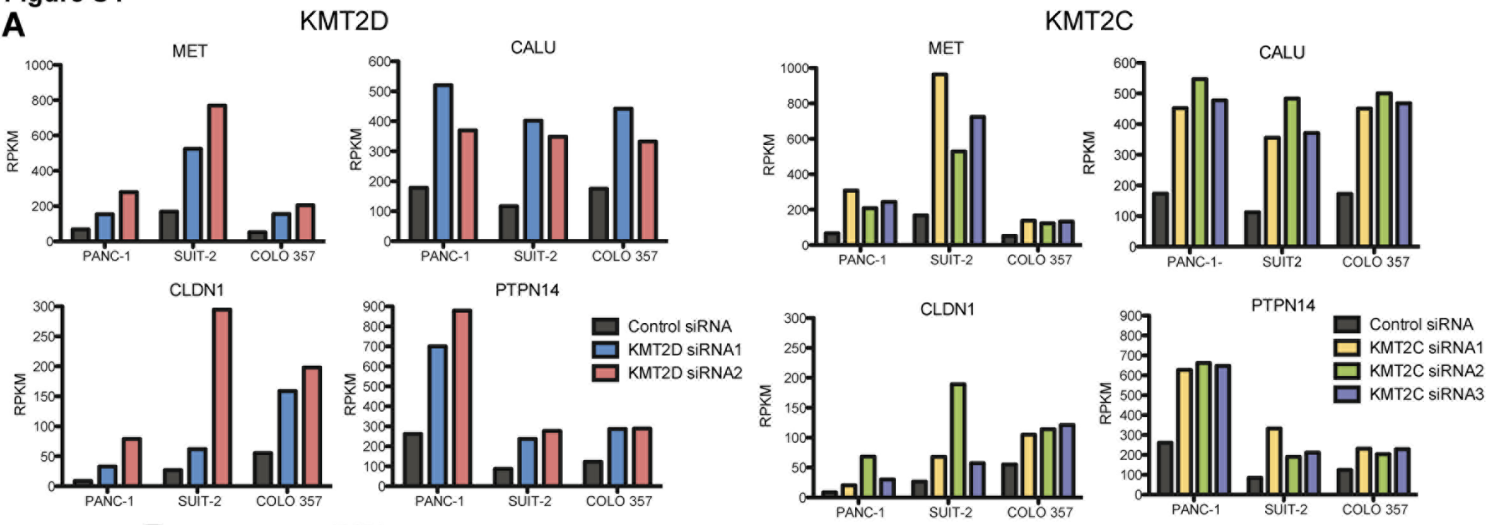 A
KMT2D
KMT2C
MET
1000
800
600
400
200
0
RPKM
PANC-1 SUIT-2 COLO 357
CALU
600
500
400
300
200
100
0
RPKM
PANC-1 SUIT-2 COLO 357
MET
1000
800
600
400
200
0
RPKM
PANC-1 SUIT-2 COLO 357
CALU
600
500
400
300
200
100
0
RPKM
PANC-1- SUIT2 COLO 357
CLDN1
300
250
200
150
100
50
0
RPKM
PANC-1 SUIT-2 COLO 357
PTPN14
900
800
700
600
500
400
300
200
100
0
RPKM
PANC-1 SUIT-2 COLO 357
Control siRNA
KMT2D siRNA1
KMT2D siRNA2
CLDN1
300
250
200
150
100
50
0
RPKM
PANC-1 SUIT-2 COLO 357
PTPN14
900
800
700
600
500
400
300
200
100
0
RPKM
PANC-1 SUIT-2 COLO 357
Control siRNA
KMT2C siRNA1
KMT2C siRNA2
KMT2C siRNA3